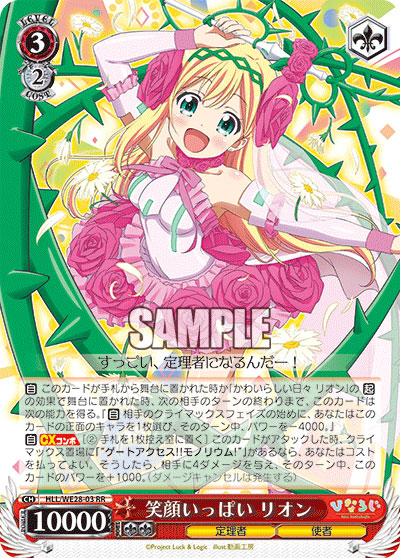 LEVEL
3
2
COST
SAMPLE
すっごい、定理者になるんだー!
【自】 このカードが手札から舞台に置かれた時か「かわいらしい日々 リオン」の【起】
の効果で舞台に置かれた時、次の相手のターンの終わりまで、このカードは
次の能力を得る。『【自】 相手のクライマックスフェイズの始めに、あなたはこの
カードの正面のキャラを1枚選び、そのターン中、パワーを-4000。』
【自】 CXコンボ [② 手札を1枚控え室に置く] このカードがアタックした時、クライ
マックス置場に「"ゲートアクセス!!モノリウム!"」があるなら、あなたはコスト
を払ってよい。そうしたら、相手に4ダメージを与え、そのターン中、この
カードのパワーを+1000。(ダメージキャンセルは発生する)
CH HLL/WE28-03 RR
10000
笑顔いっぱい リオン
ひなろじ
定理者
使者
©Project Luck & Logic illust.動画工房